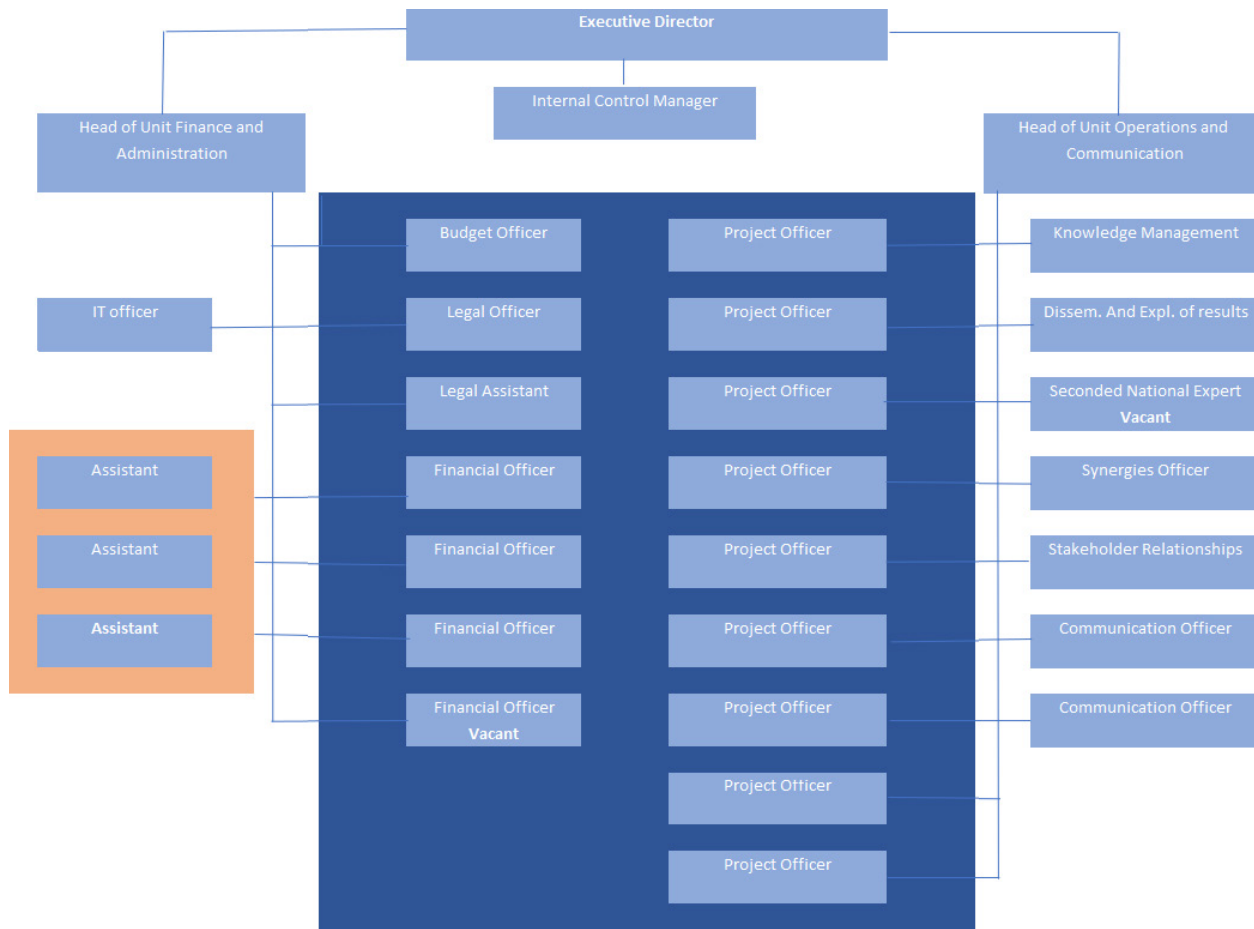 Executive Director
Internal Control Manager
Head of Unit Finance and
Administration
Head of Unit Operations and
Communication
Budget Officer
Project Officer
Knowledge Management
IT officer
Legal Officer
Project Officer
Dissem. And Expl. of results
Legal Assistant
Project Officer
Seconded National Expert
Vacant
Assistant
Financial Officer
Project Officer
Synergies Officer
Assistant
Financial Officer
Project Officer
Stakeholder Relationships
Assistant
Financial Officer
Project Officer
Communication Officer
Financial Officer
Vacant
Project Officer
Communication Officer
Project Officer
Project Officer